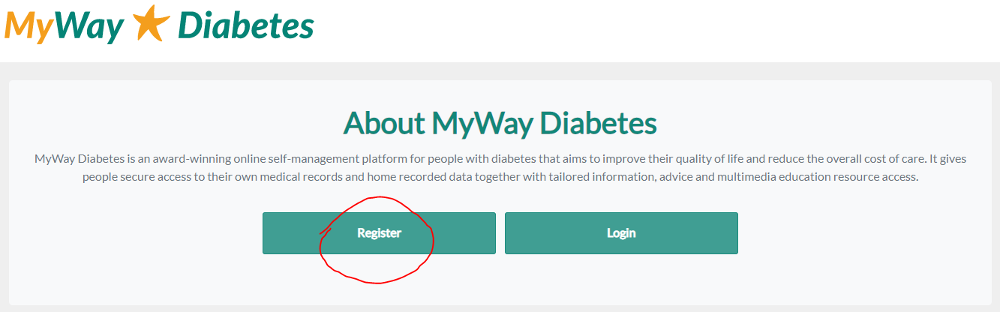 MyWay Diabetes
About MyWay Diabetes
MyWay Diabetes is an award-winning online self-management platform for people with diabetes that aims to improve their quality of life and reduce the overall cost of care. It gives
people secure access to their own medical records and home recorded data together with tailored information, advice and multimedia education resource access.
Register
Login